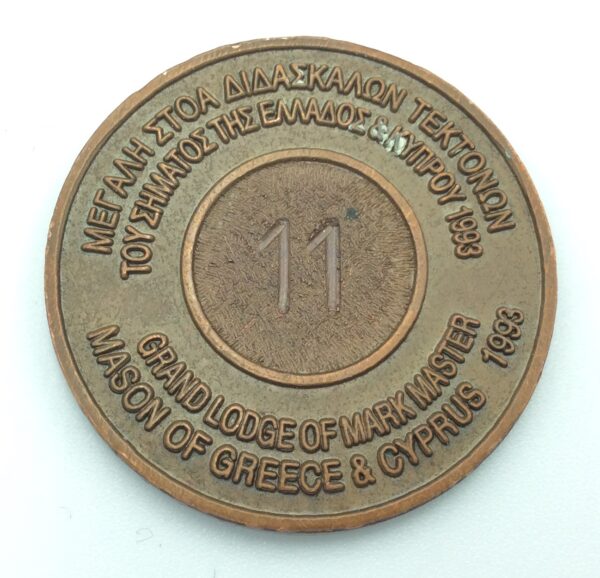 ΜΕΓΑΛΗ ΣΤΟΑ ΔΙΔΑΣΚΑΛΩΝ ΤΕΚΤΟΝΩΝ
ΤΟΥ ΣΗΜΑΤΟΣ ΤΗΣ ΕΛΛΑΔΟΣ & ΚΥΠΡΟΥ 1993
11
GRAND LODGE OF MARK MASTER
MASON OF GREECE & CYPRUS 1993